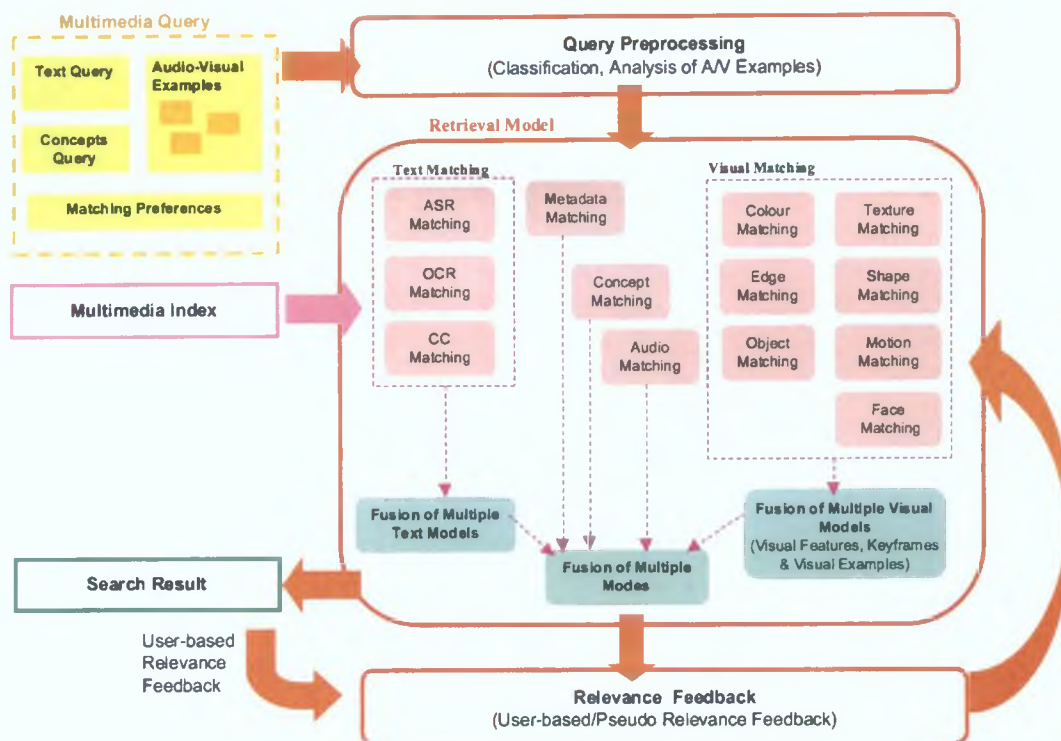 Multimedia Query
Text Query
Audio-Visual
Examples
Concepts
Query
Matching Preferences
Query Preprocessing
(Classification, Analysis of A/V Examples)
Retrieval Model
Multimedia Index
Text Matching
ASR
Matching
OCR
Matching
CC
Matching
Metadata
Matching
Concept
Matching
Audio
Matching
Visual Matching
Colour
Matching
Texture
Matching
Edge
Matching
Shape
Matching
Object
Matching
Motion
Matching
Face
Matching
Fusion of Multiple
Text Models
Fusion of Multiple Visual
Models
(Visual Features, Keyframes
& Visual Examples)
Fusion of Multiple
Modes
Search Result
User-based
Relevance
Feedback
Relevance Feedback
(User-based/Pseudo Relevance Feedback)